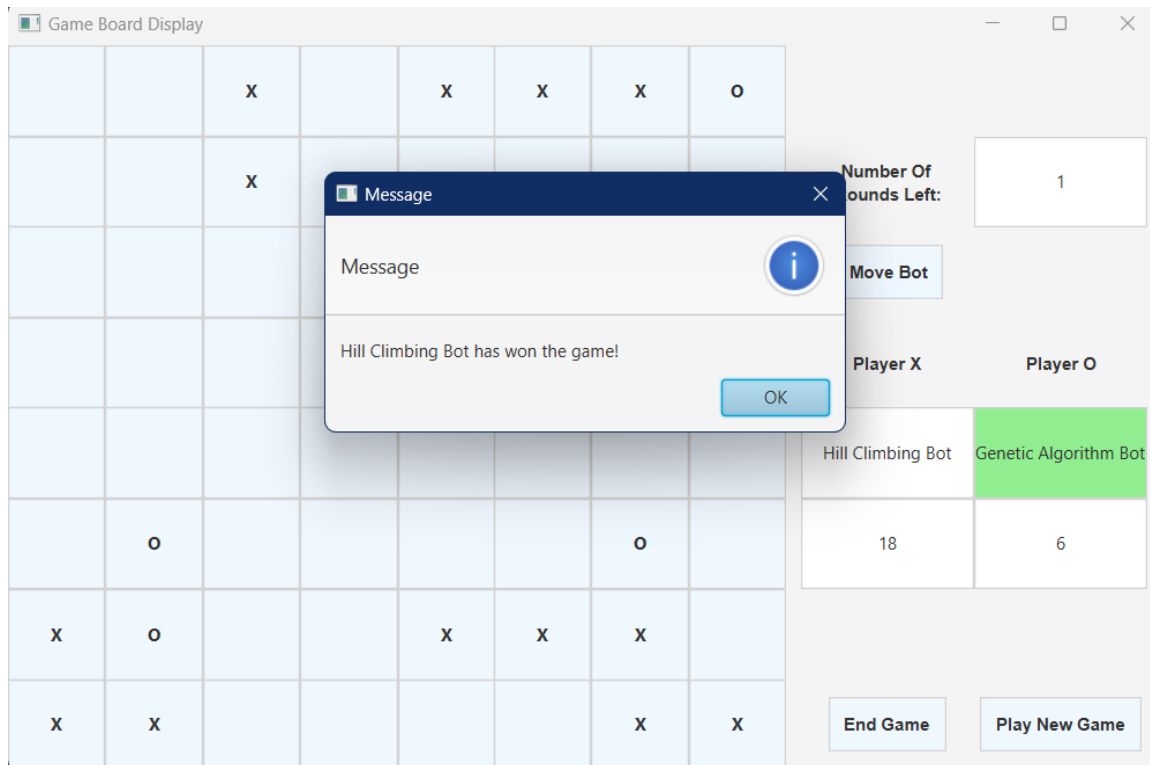 Game Board Display
X X X X O
X
Number Of
ounds Left:
1
Message
Message
Hill Climbing Bot has won the game!
OK
Move Bot
Player X Player O
Hill Climbing Bot Genetic Algorithm Bot
O O 18 6
X O X X X
X X X X
End Game Play New Game